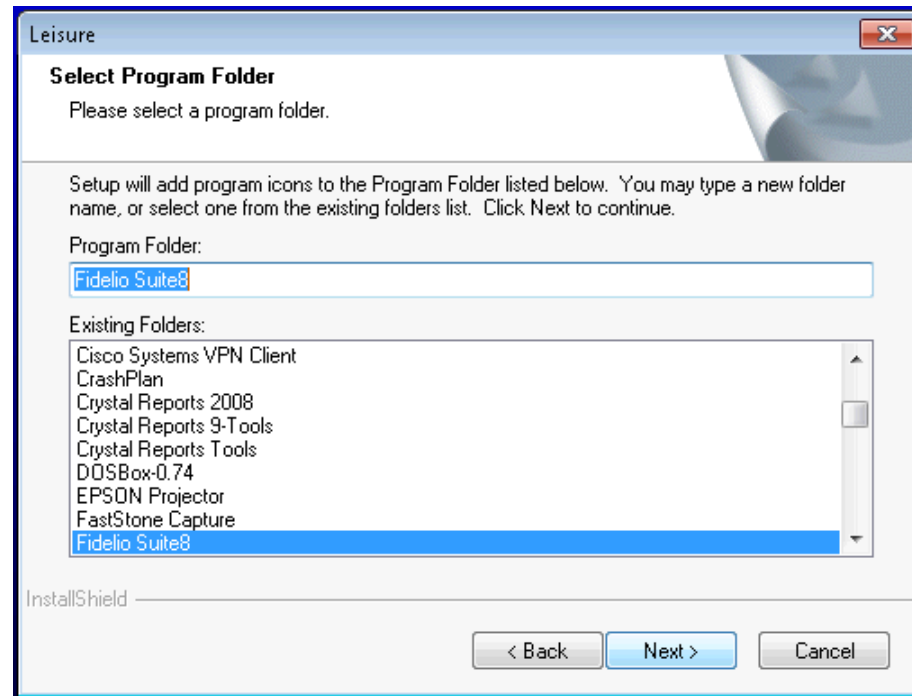 Leisure
Select Program Folder
Please select a program folder.
Setup will add program icons to the Program Folder listed below.  You may type a new folder
name, or select one from the existing folders list.  Click Next to continue.
Program Folder:
Fidelio Suite8
Existing Folders:
Cisco Systems VPN Client
CrashPlan
Crystal Reports 2008
Crystal Reports 9-Tools
Crystal Reports Tools
DOSBox-0.74
EPSON Projector
FastStone Capture
Fidelio Suite8
InstallShield
< Back Next > Cancel